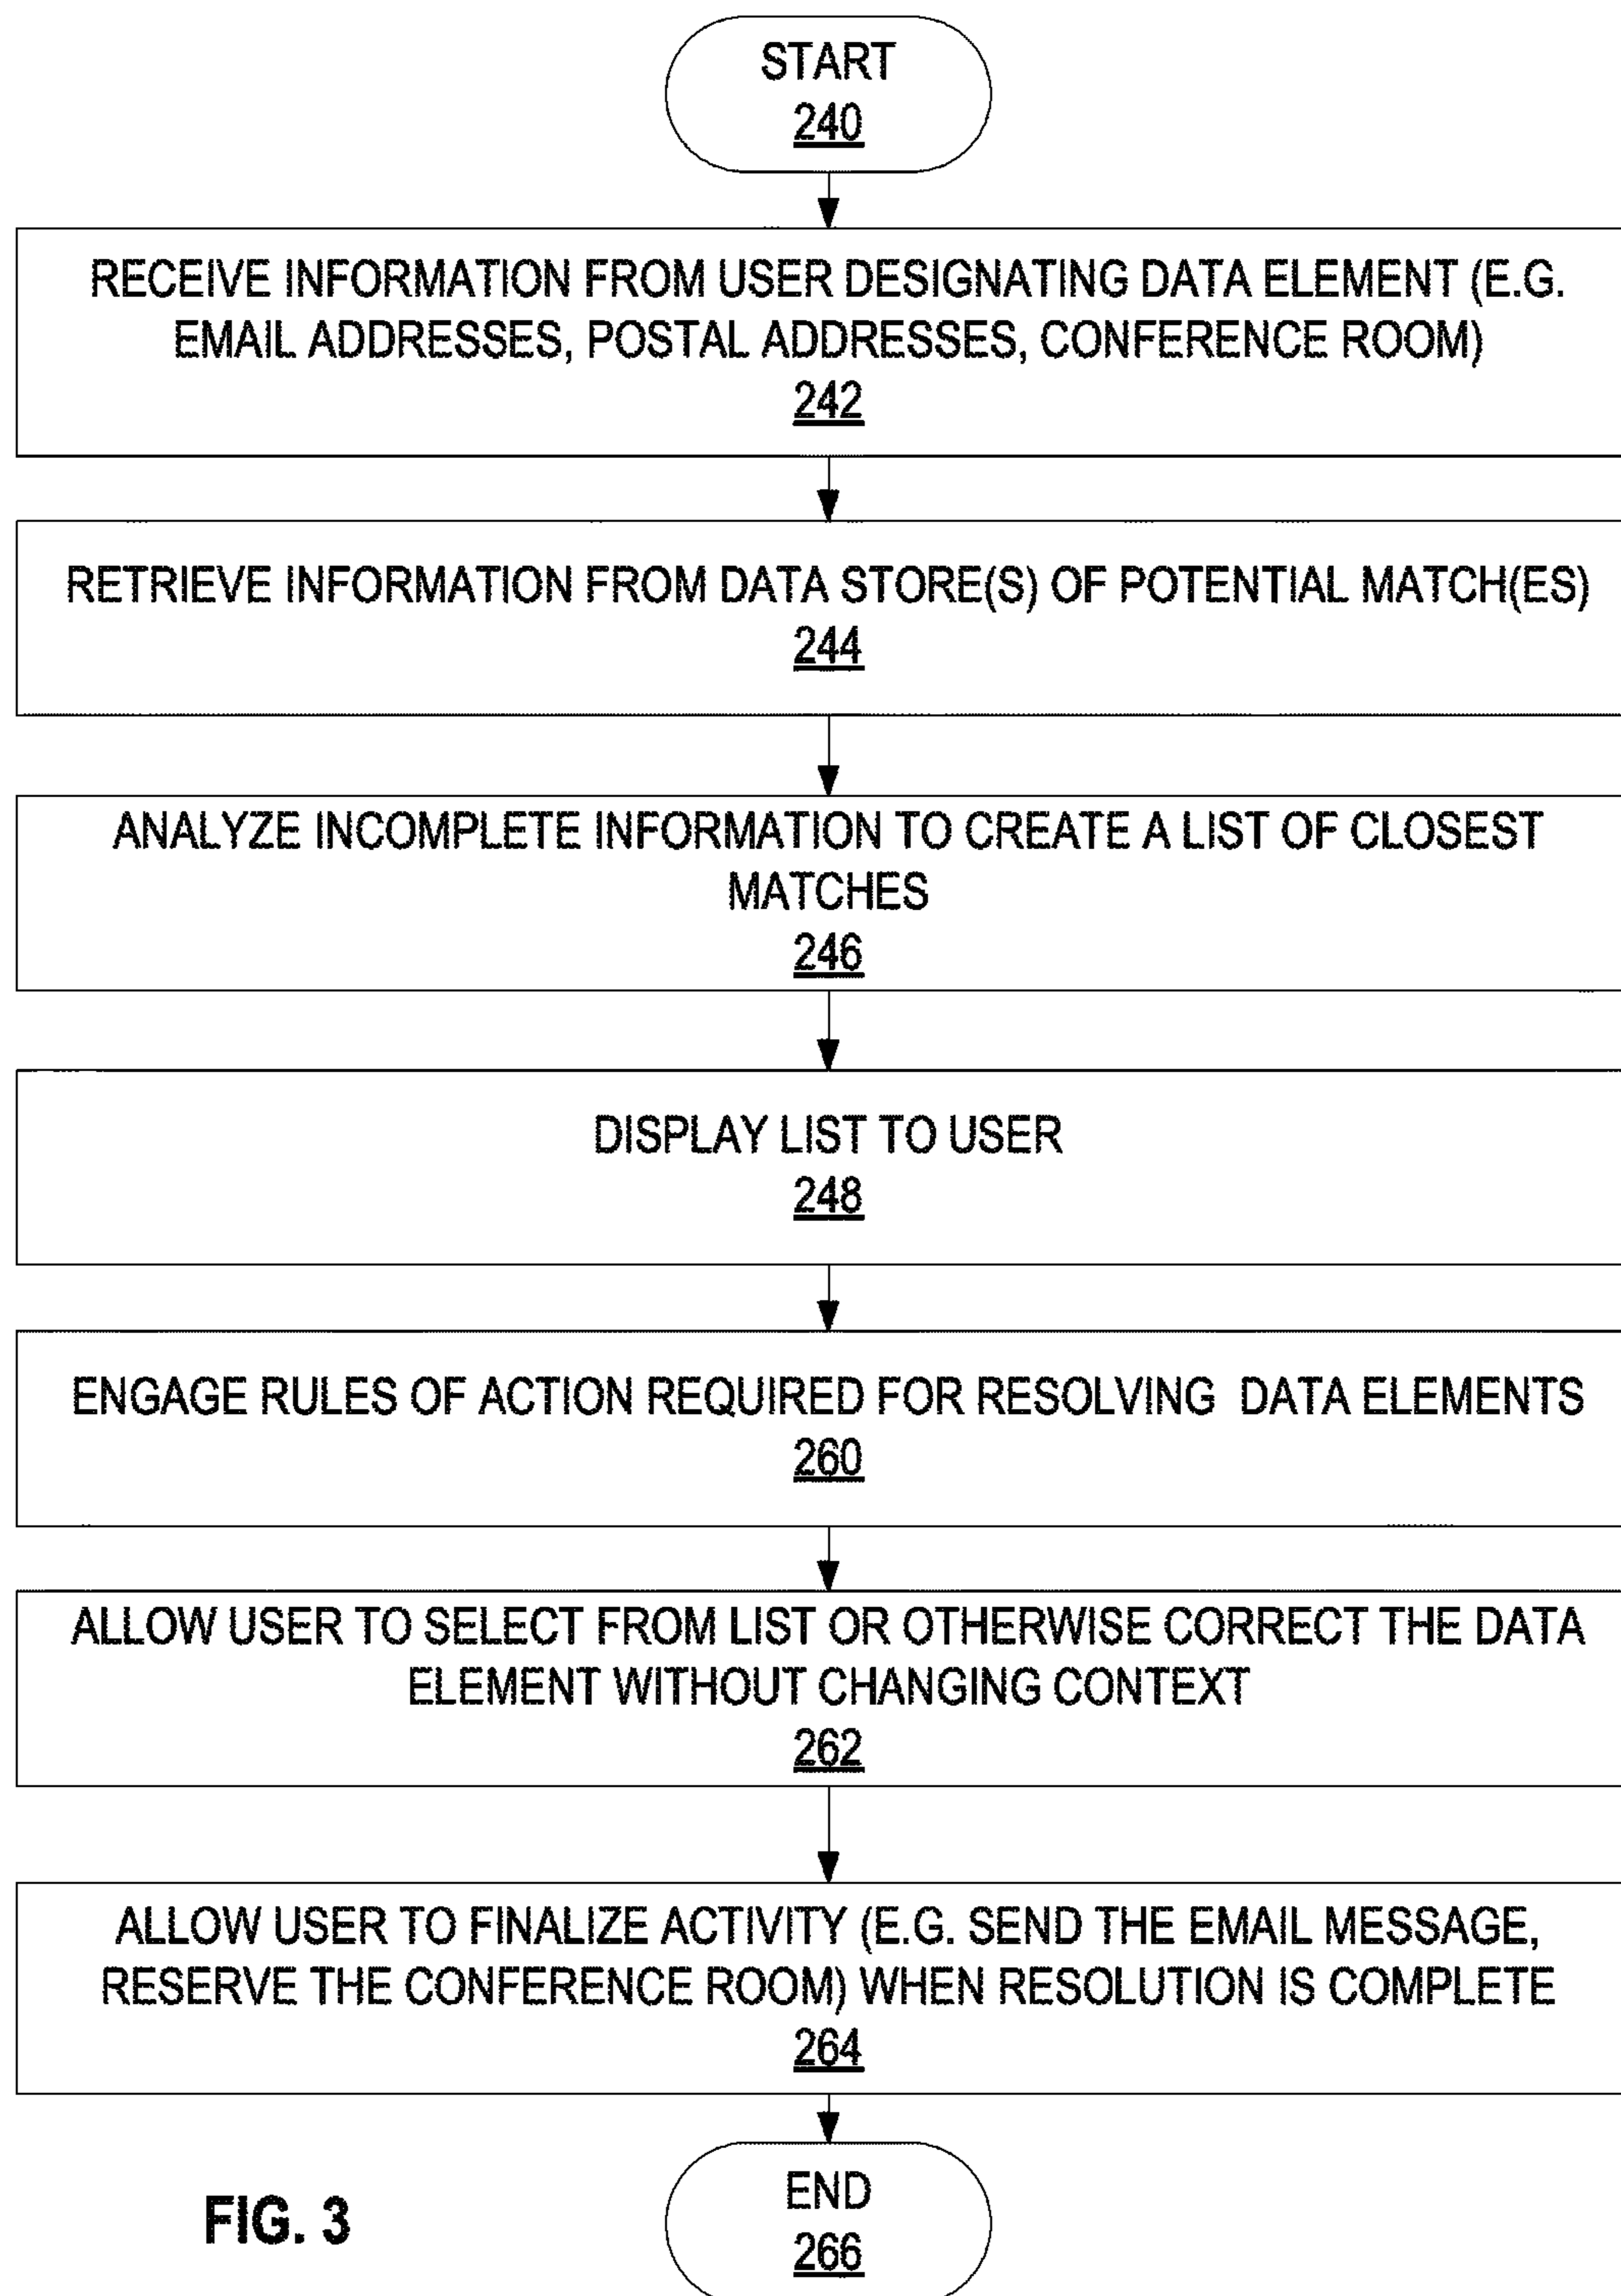 START
240
RECEIVE INFORMATION FROM USER DESIGNATING DATA ELEMENT (E.G.
EMAIL ADDRESSES, POSTAL ADDRESSES, CONFERENCE ROOM)
242
RETRIEVE INFORMATION FROM DATA STORE(S) OF POTENTIAL MATCH(ES)
244
ANALYZE INCOMPLETE INFORMATION TO CREATE A LIST OF CLOSEST
MATCHES
246
DISPLAY LIST TO USER
248
ENGAGE RULES OF ACTION REQUIRED FOR RESOLVING DATA ELEMENTS
260
ALLOW USER TO SELECT FROM LIST OR OTHERWISE CORRECT THE DATA
ELEMENT WITHOUT CHANGING CONTEXT
262
ALLOW USER TO FINALIZE ACTIVITY (E.G. SEND THE EMAIL MESSAGE,
RESERVE THE CONFERENCE ROOM) WHEN RESOLUTION IS COMPLETE
264
END
266
FIG. 3